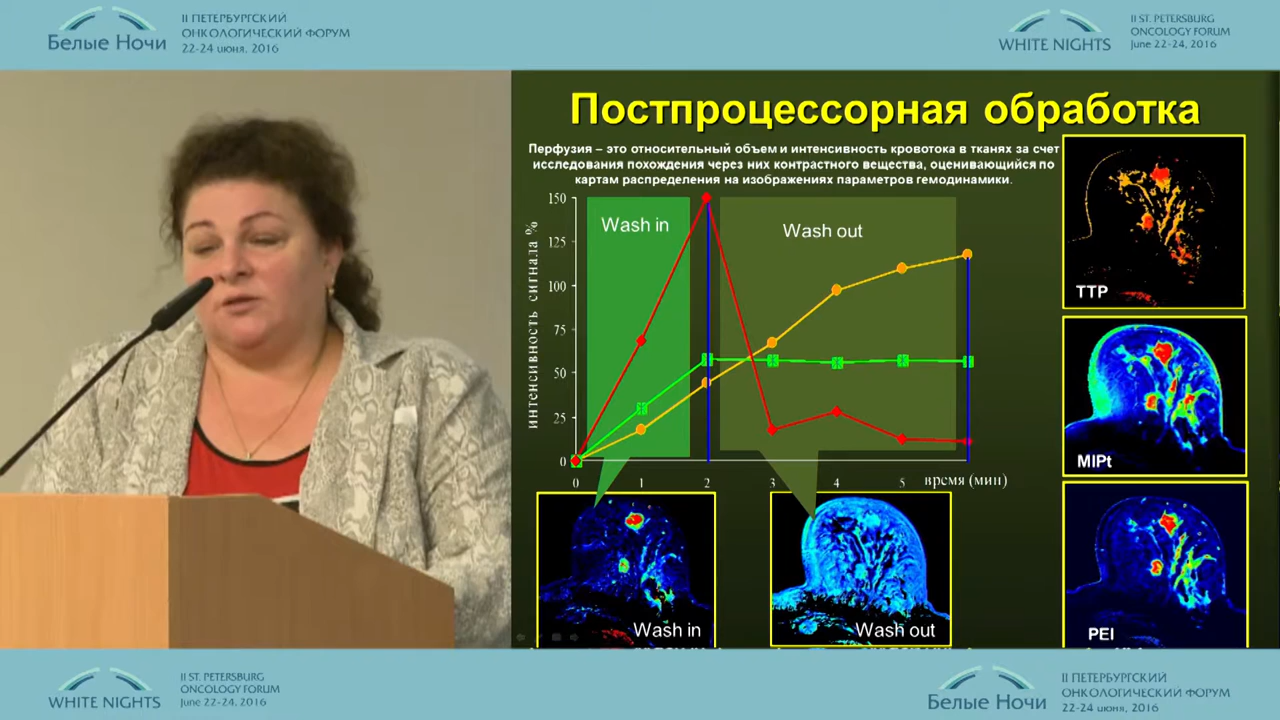 II ПЕТЕРБУРГСКИЙ
ОНКОЛОГИЧЕСКИЙ ФОРУМ
Белые Ночи
22-24 июня, 2016
II ST. PETERSBURG
ONCOLOGY FORUM
WHITE NIGHTS
June 22-24, 2016
Постпроцессорная обработка
Перфузия – это относительный объем и интенсивность кровотока в тканях за счет
исследования похождения через них контрастного вещества, оценивающийся по
картам распределения на изображениях параметров гемодинамики.
интенсивность сигнала %
150
125
100
75
50
25
0
Wash in
Wash out
0 1 2 3 4 5 время (мин)
TTP
MIPt
PEI
Wash in
Wash out
II ST. PETERSBURG
ONCOLOGY FORUM
WHITE NIGHTS
June 22-24, 2016
II ПЕТЕРБУРГСКИЙ
ОНКОЛОГИЧЕСКИЙ ФОРУМ
Белые Ночи
22-24 июня, 2016